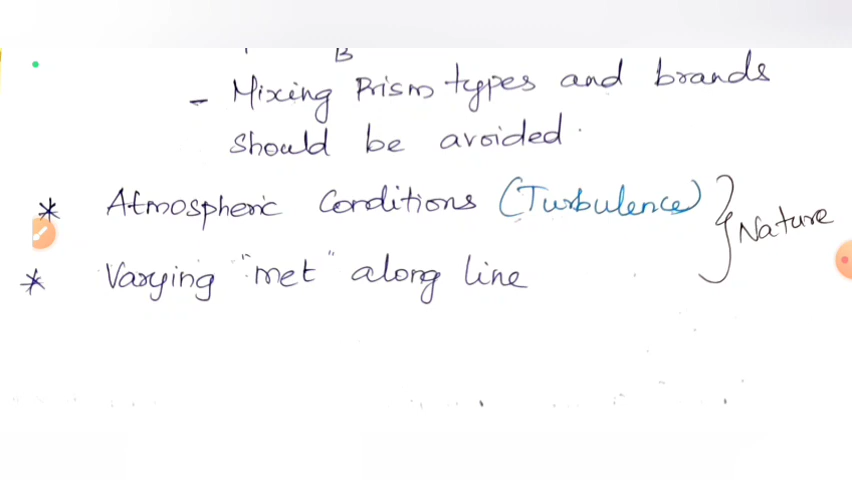 - Mixing Prism types and brands
should be avoided.
* Atmospheric Conditions (Turbulence) } Nature
* Varying "met" along line